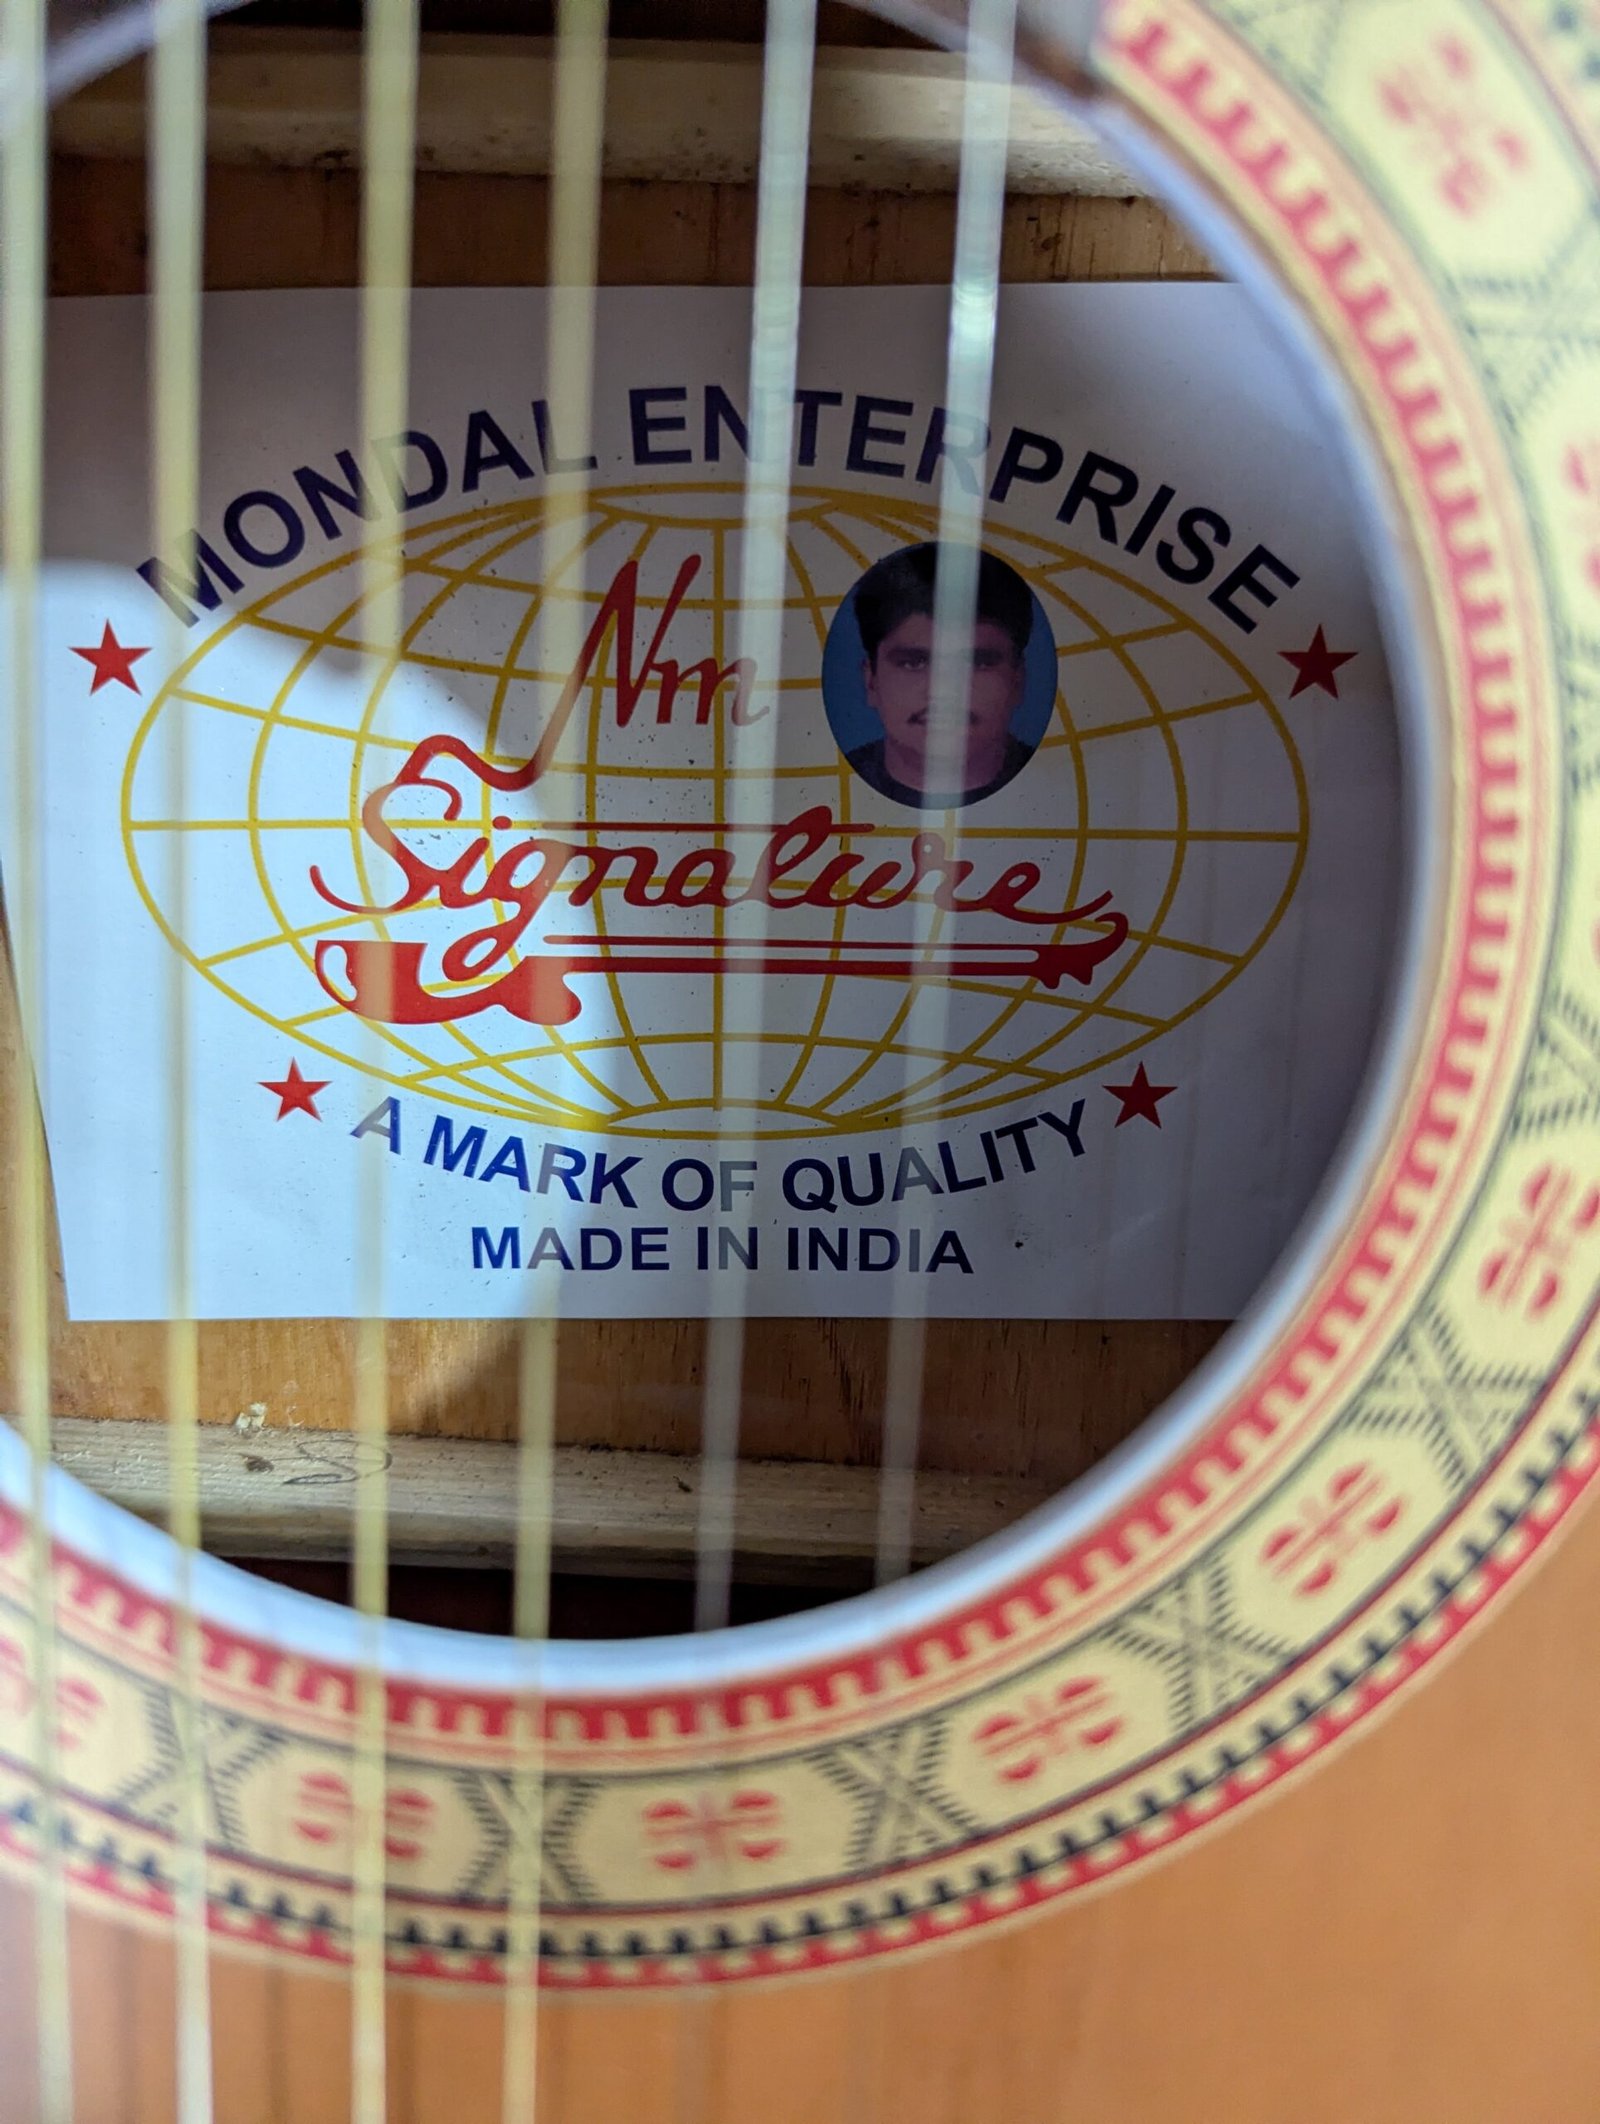 MONDAL ENTERPRISE
Nm
Signature
A MARK OF QUALITY
MADE IN INDIA